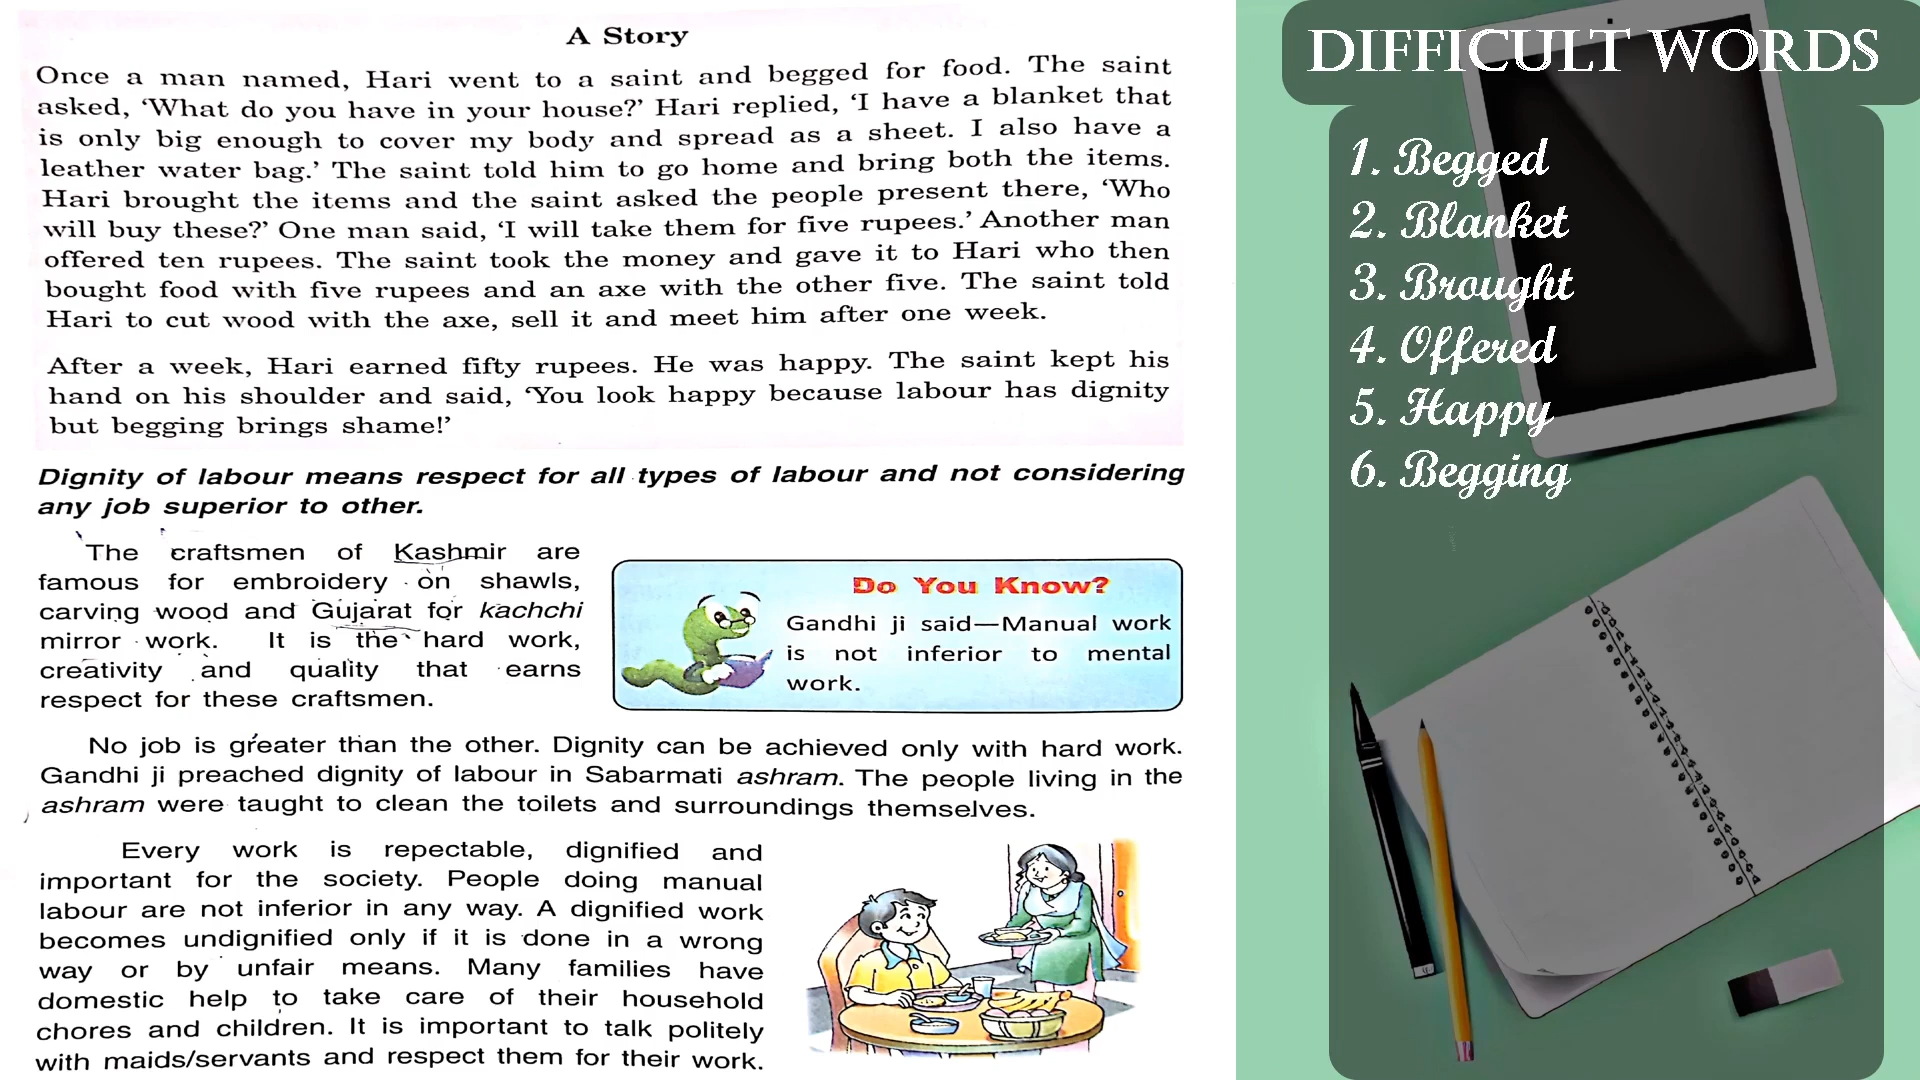 A Story
Once a man named, Hari went to a saint and begged for food. The saint
asked, ‘What do you have in your house?’ Hari replied, ‘I have a blanket that
is only big enough to cover my body and spread as a sheet. I also have a
leather water bag.’ The saint told him to go home and bring both the items.
Hari brought the items and the saint asked the people present there, ‘Who
will buy these?’ One man said, ‘I will take them for five rupees.’ Another man
offered ten rupees. The saint took the money and gave it to Hari who then
bought food with five rupees and an axe with the other five. The saint told
Hari to cut wood with the axe, sell it and meet him after one week.
After a week, Hari earned fifty rupees. He was happy. The saint kept his
hand on his shoulder and said, ‘You look happy because labour has dignity
but begging brings shame!’
Dignity of labour means respect for all types of labour and not considering
any job superior to other.
The craftsmen of Kashmir are
famous for embroidery on shawls,
carving wood and Gujarat for kachchi
mirror work. It is the hard work,
creativity and quality that earns
respect for these craftsmen.
Do You Know?
Gandhi ji said—Manual work
is not inferior to mental
work.
No job is greater than the other. Dignity can be achieved only with hard work.
Gandhi ji preached dignity of labour in Sabarmati ashram. The people living in the
ashram were taught to clean the toilets and surroundings themselves.
Every work is repectable, dignified and
important for the society. People doing manual
labour are not inferior in any way. A dignified work
becomes undignified only if it is done in a wrong
way or by unfair means. Many families have
domestic help to take care of their household
chores and children. It is important to talk politely
with maids/servants and respect them for their work.
DIFFICULT WORDS
1. Begged
2. Blanket
3. Brought
4. Offered
5. Happy
6. Begging